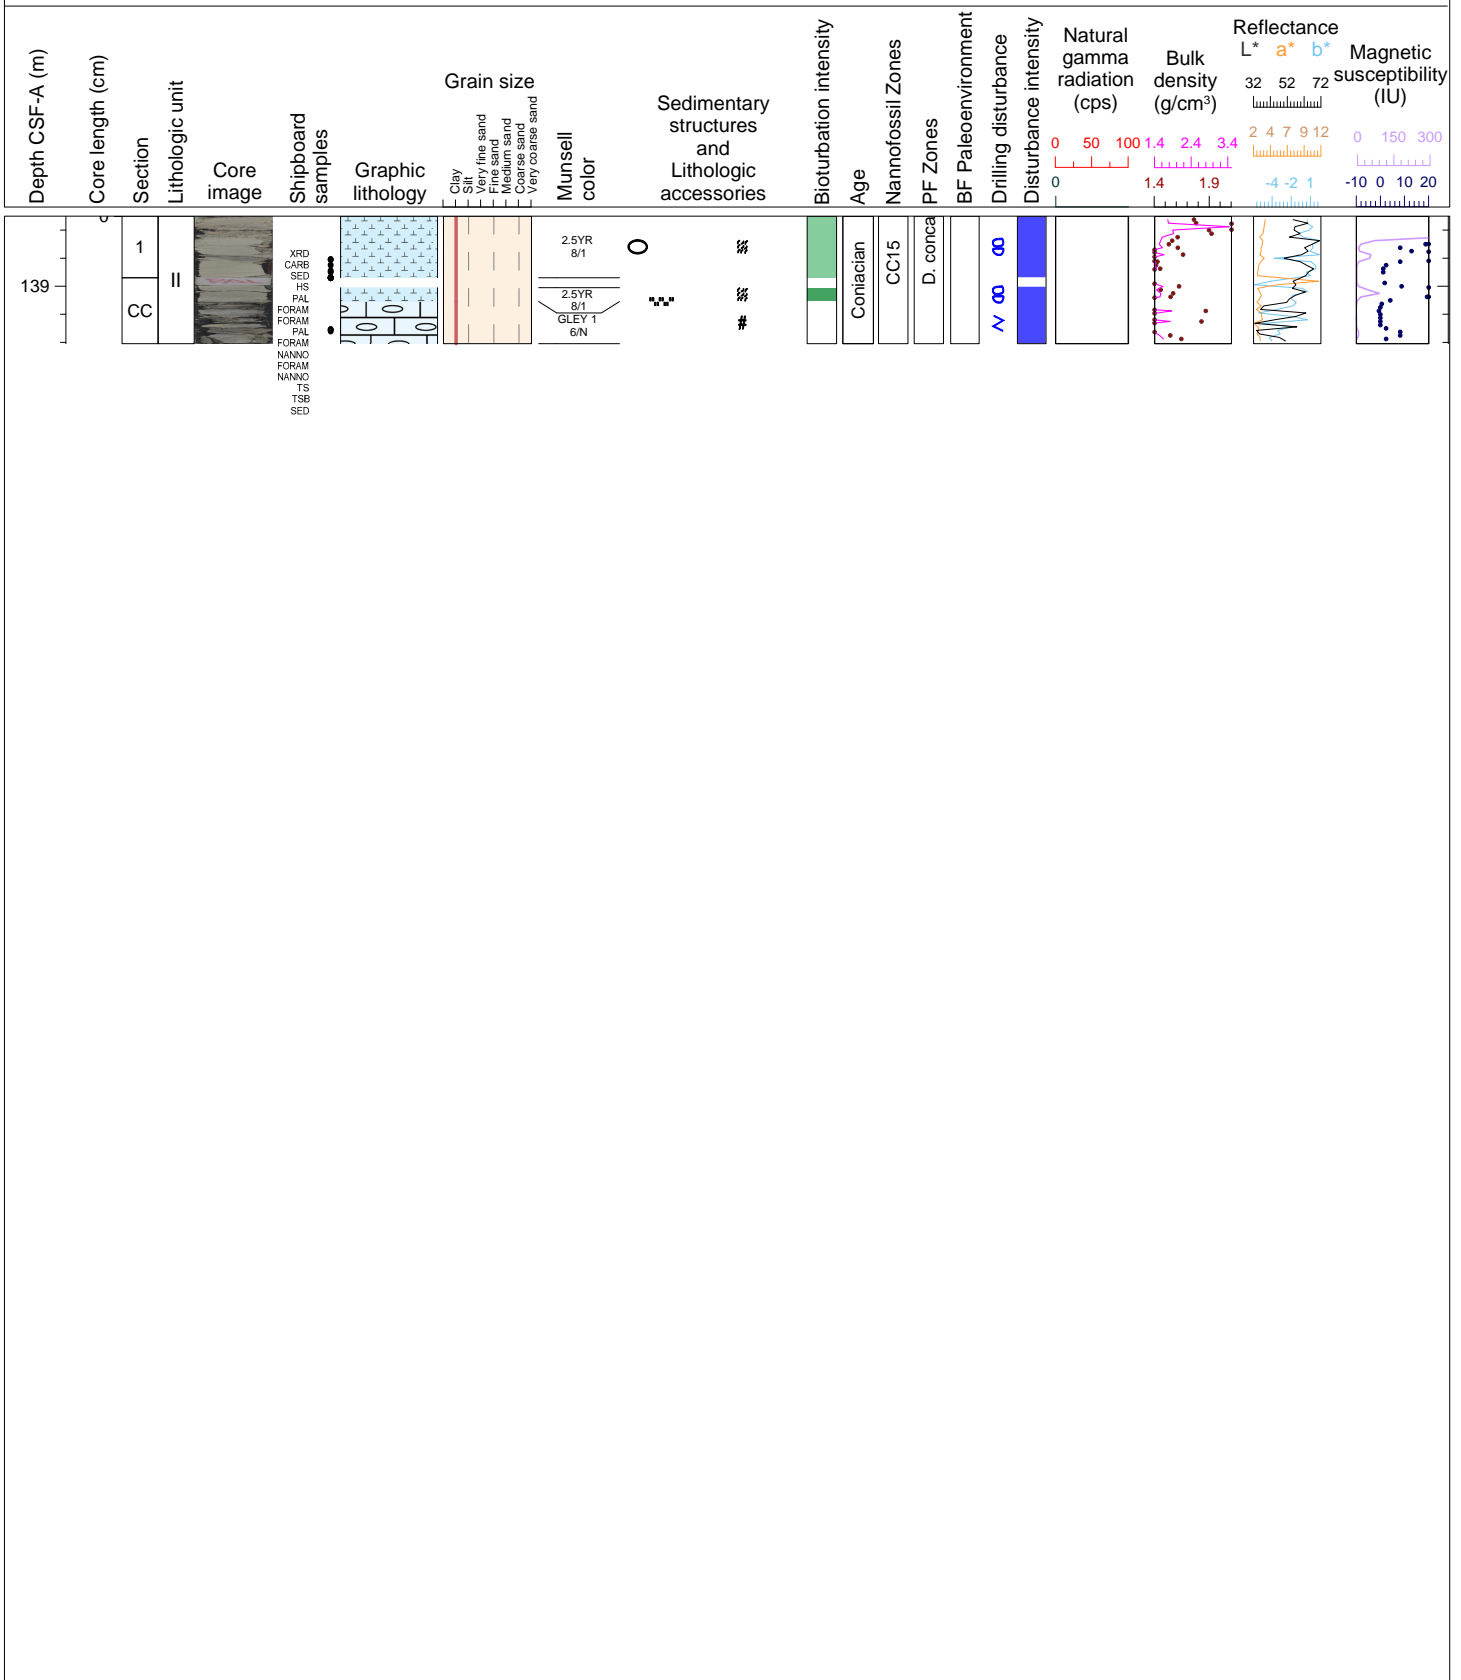 Depth CSF-A (m)
Core length (cm)
Section
Lithologic unit
Core
image
Shipboard
samples
Graphic
lithology
Grain size
Clay
Silt
Very fine sand
Fine sand
Medium sand
Coarse sand
Very coarse sand
Munsell
color
Sedimentary
structures
and
Lithologic
accessories
Bioturbation intensity
Age
Nannofossil Zones
PF Zones
BF Paleoenvironment
Drilling disturbance
Disturbance intensity
Natural
gamma
radiation
(cps)
0 50 100
0
Bulk
density
(g/cm³)
1.4 2.4 3.4
1.4 1.9
Reflectance
L* a* b*
32 52 72
2 4 7 9 12
-4 -2 1
Magnetic
susceptibility
(IU)
0 150 300
-10 0 10 20
0
139
1
CC
II
XRD
CARB
SED
HS
PAL
FORAM
FORAM
PAL
FORAM
NANNO
FORAM
NANNO
TS
TSB
SED
2.5YR
8/1
2.5YR
8/1
GLEY 1
6/N
Coniacian
CC15
D. conca